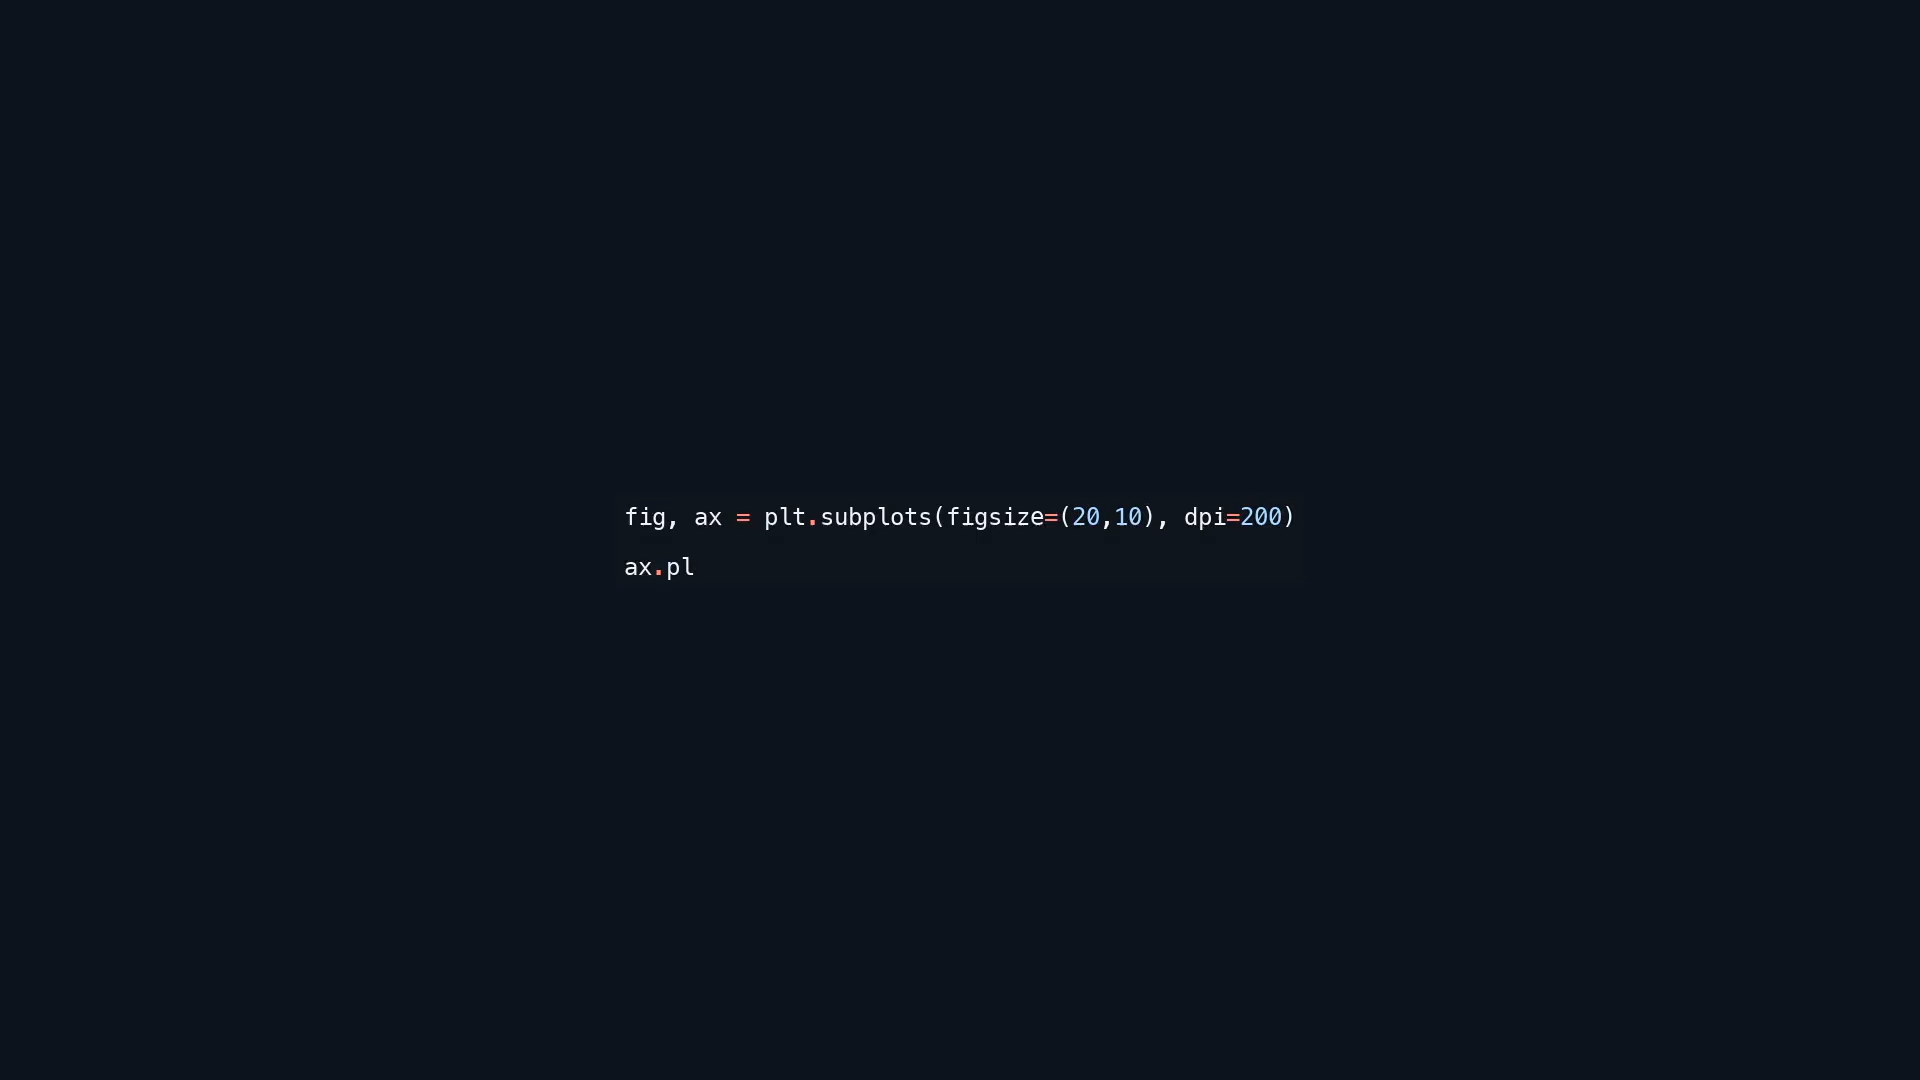 fig, ax = plt.subplots(figsize=(20,10), dpi=200)
ax.pl